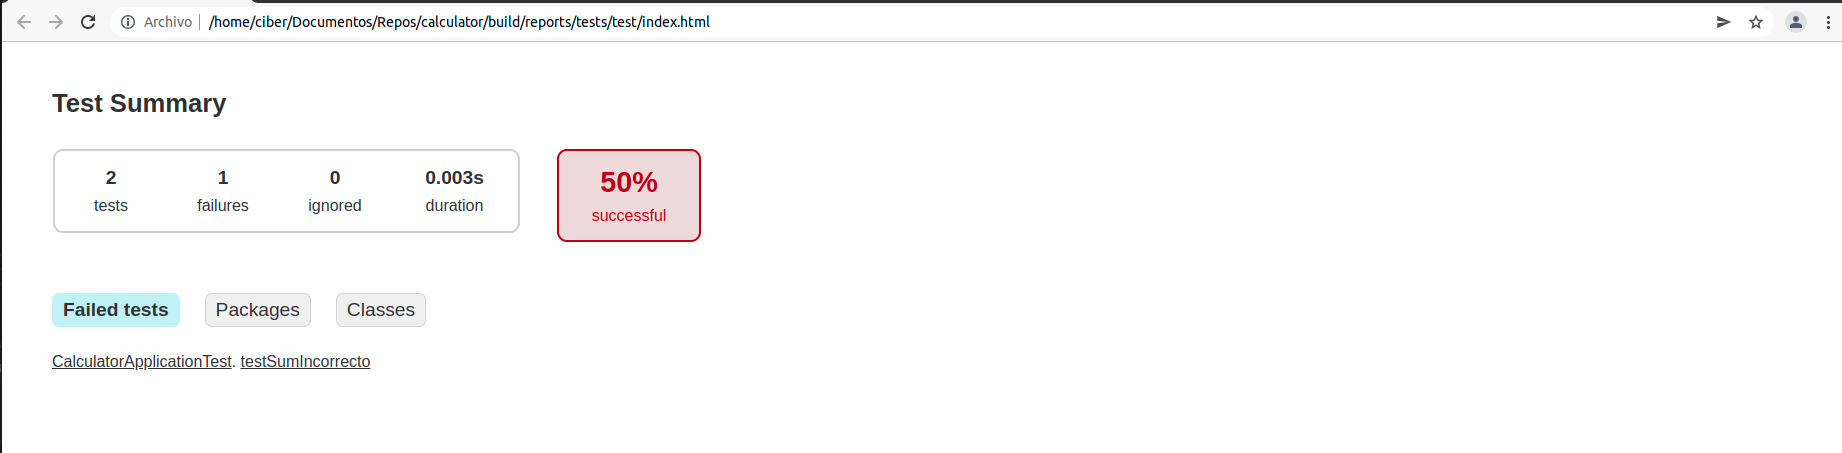 Archivo | /home/ciber/Documentos/Repos/calculator/build/reports/tests/test/index.html
Test Summary
2 1 0 0.003s
tests failures ignored duration
50%
successful
Failed tests Packages Classes
CalculatorApplicationTest. testSumIncorrecto